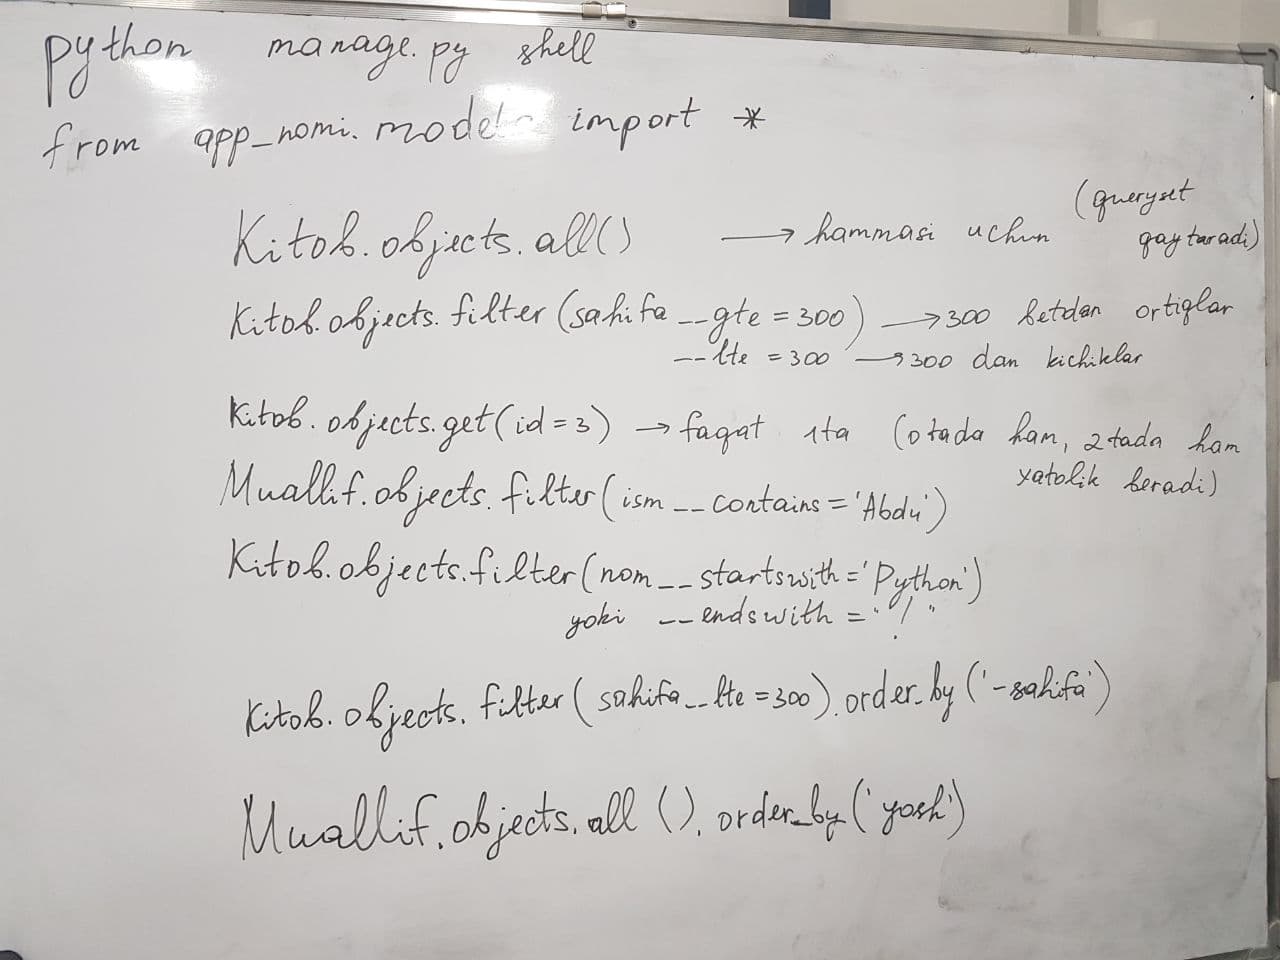 python manage.py shell
from app_nomi.models import *
Kitob.objects.all() → hammasi uchun (queryset
qaytaradi)
Kitob.objects.filter(sahifa__gte=300) → 300 betdan ortiqlar
__lte = 300 → 300 dan kichiklar
Kitob.objects.get(id=3) → faqat 1ta (0tada ham, 2tada ham
xatolik beradi)
Muallif.objects.filter(ism__contains='Abdu')
Kitob.objects.filter(nom__startswith='Python')
yoki __endswith="!"
Kitob.objects.filter(sahifa__lte=300).order_by('-sahifa')
Muallif.objects.all().order_by('yosh')